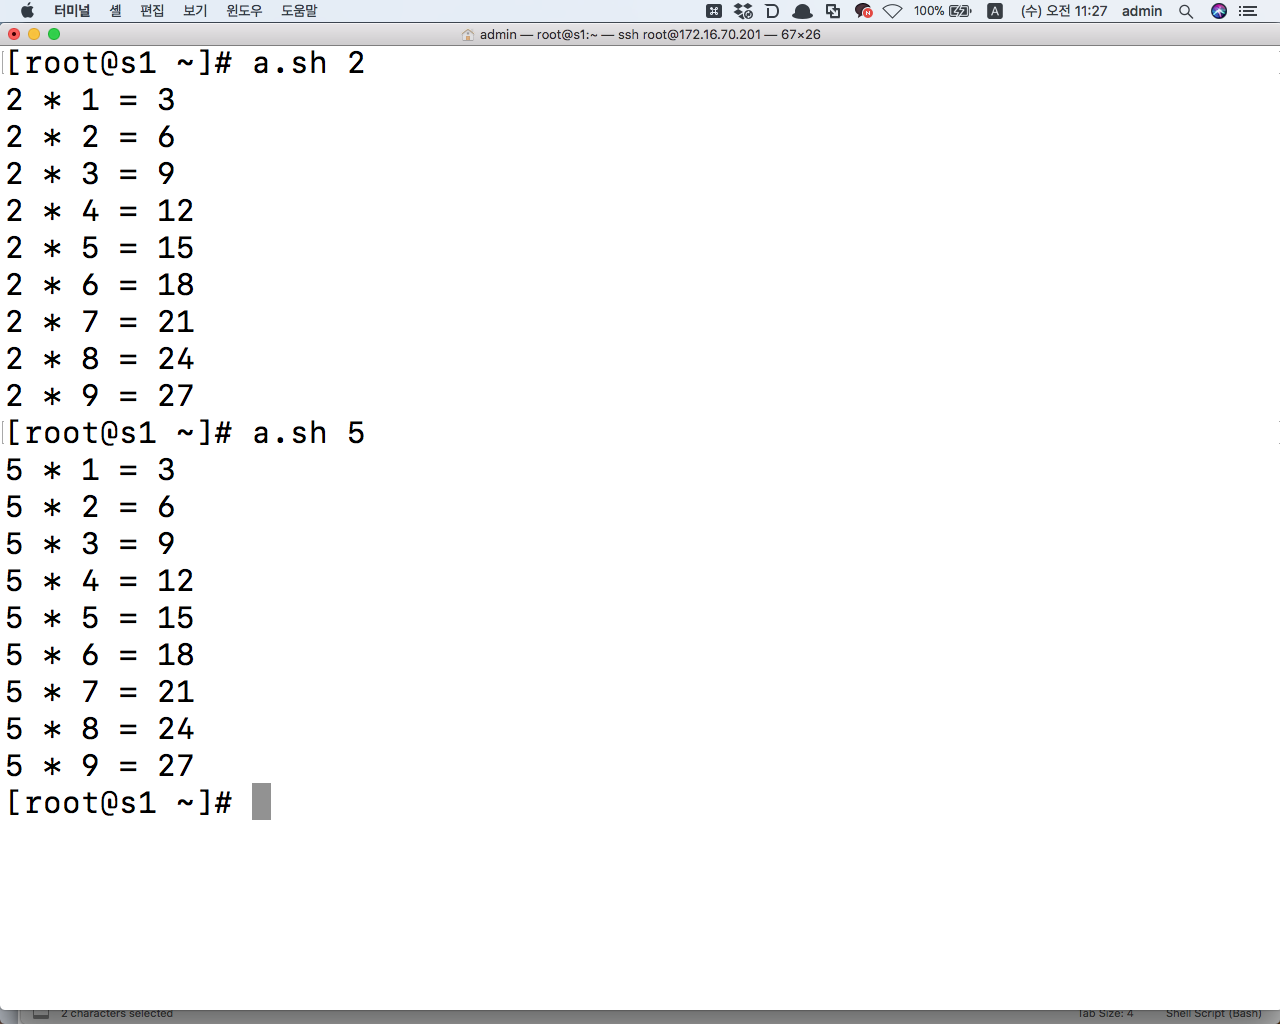 터미널 셸 편집 보기 윈도우 도움말 100% A (수) 오전 11:27 admin
admin — root@s1:~ — ssh root@172.16.70.201 — 67×26
[root@s1 ~]# a.sh 2
2 * 1 = 3
2 * 2 = 6
2 * 3 = 9
2 * 4 = 12
2 * 5 = 15
2 * 6 = 18
2 * 7 = 21
2 * 8 = 24
2 * 9 = 27
[root@s1 ~]# a.sh 5
5 * 1 = 3
5 * 2 = 6
5 * 3 = 9
5 * 4 = 12
5 * 5 = 15
5 * 6 = 18
5 * 7 = 21
5 * 8 = 24
5 * 9 = 27
[root@s1 ~]#
2 characters selected Tab Size: 4 Shell Script (Bash)